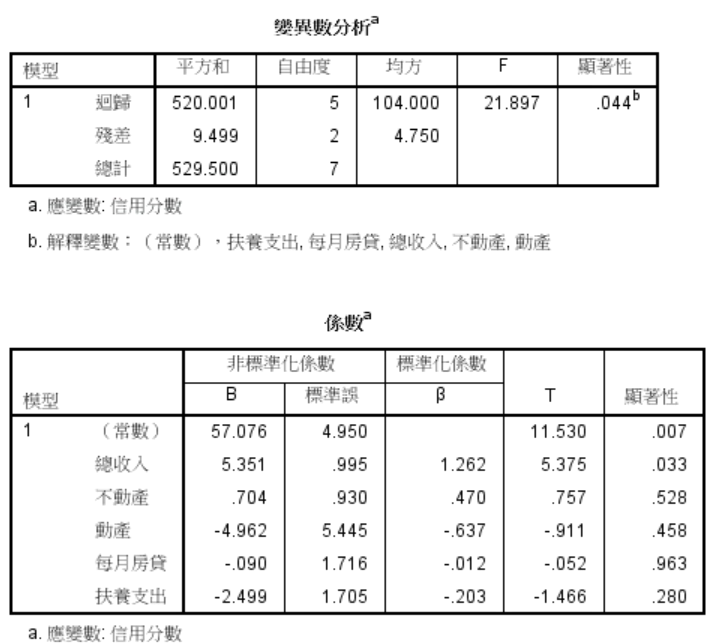 變異數分析a
模型 平方和 自由度 均方 F 顯著性
1 迴歸 520.001 5 104.000 21.897 .044b
殘差 9.499 2 4.750
總計 529.500 7
a. 應變數: 信用分數
b. 解釋變數：（常數），扶養支出, 每月房貸, 總收入, 不動產, 動產
係數a
非標準化係數 標準化係數
模型 B 標準誤 β T 顯著性
1 （常數） 57.076 4.950 11.530 .007
總收入 5.351 .995 1.262 5.375 .033
不動產 .704 .930 .470 .757 .528
動產 -4.962 5.445 -.637 -.911 .458
每月房貸 -.090 1.716 -.012 -.052 .963
扶養支出 -2.499 1.705 -.203 -1.466 .280
a. 應變數: 信用分數